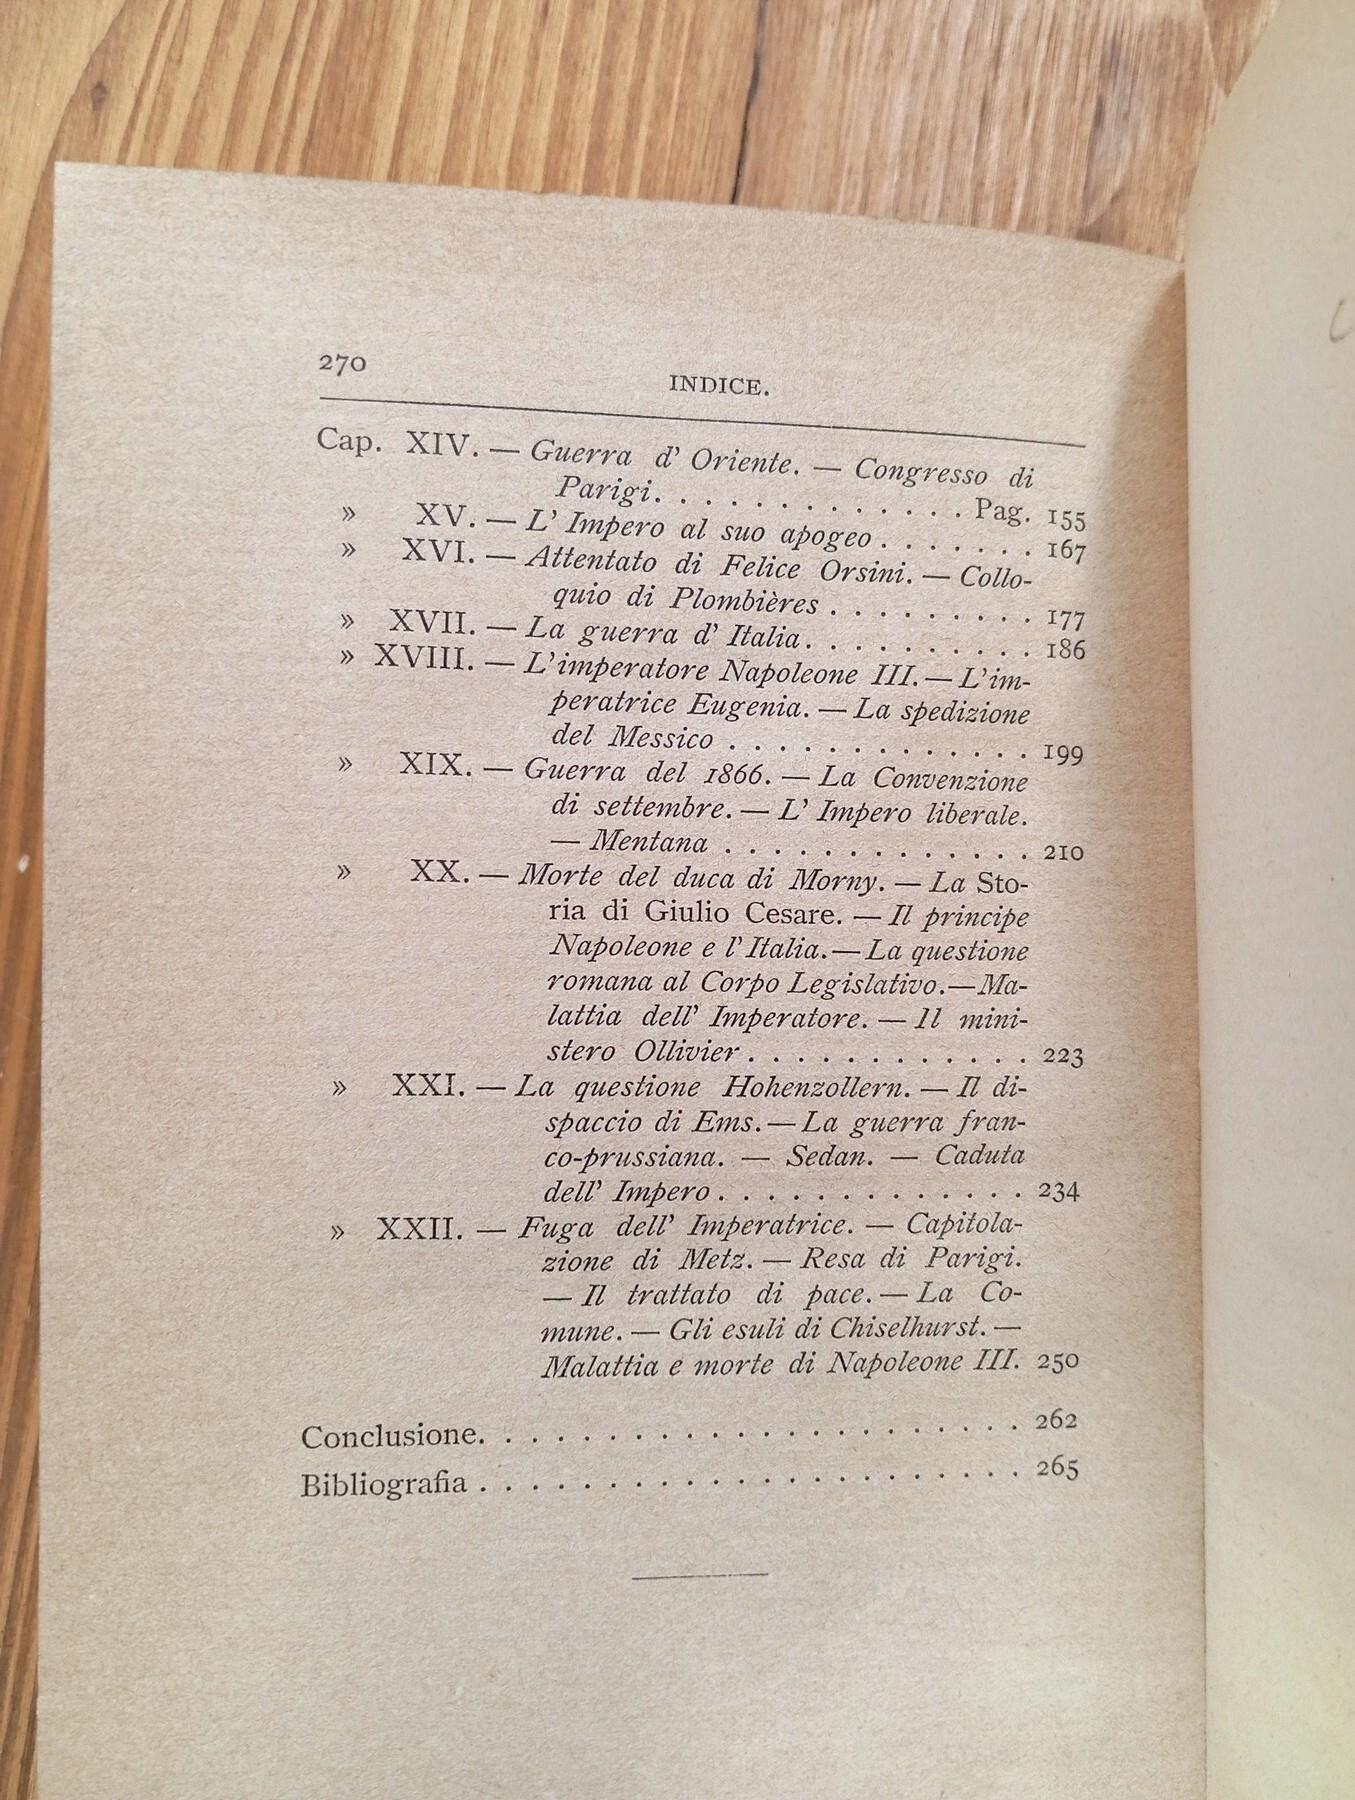 270
INDICE.
Cap. XIV. — Guerra d' Oriente. — Congresso di
Parigi. . . . . . . . . . . . . . Pag. 155
» XV. — L' Impero al suo apogeo . . . . . . . 167
» XVI. — Attentato di Felice Orsini. — Collo-
quio di Plombières . . . . . . . . . 177
» XVII. — La guerra d' Italia. . . . . . . . . . 186
» XVIII. — L'imperatore Napoleone III. — L'im-
peratrice Eugenia. — La spedizione
del Messico . . . . . . . . . . . . . 199
» XIX. — Guerra del 1866. — La Convenzione
di settembre. — L' Impero liberale.
— Mentana . . . . . . . . . . . . . 210
» XX. — Morte del duca di Morny. — La Sto-
ria di Giulio Cesare. — Il principe
Napoleone e l' Italia. — La questione
romana al Corpo Legislativo. — Ma-
lattia dell' Imperatore. — Il mini-
stero Ollivier . . . . . . . . . . . . 223
» XXI. — La questione Hohenzollern. — Il di-
spaccio di Ems. — La guerra fran-
co-prussiana. — Sedan. — Caduta
dell' Impero . . . . . . . . . . . . . 234
» XXII. — Fuga dell' Imperatrice. — Capitola-
zione di Metz. — Resa di Parigi.
— Il trattato di pace. — La Co-
mune. — Gli esuli di Chiselhurst. —
Malattia e morte di Napoleone III. 250
Conclusione. . . . . . . . . . . . . . . . . . . . . . 262
Bibliografia . . . . . . . . . . . . . . . . . . . . . . 265